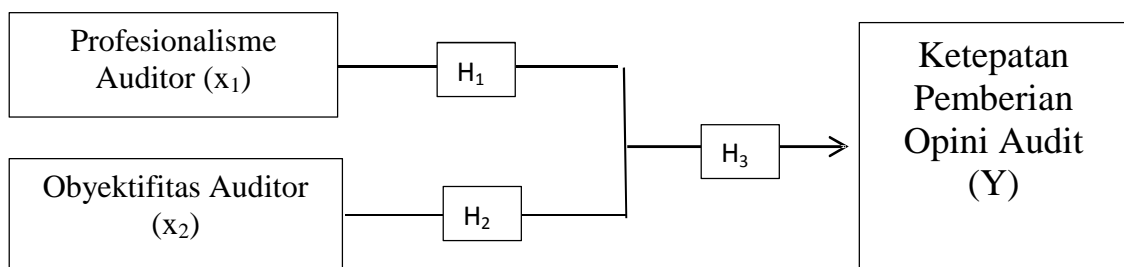 Profesionalisme
Auditor (x₁)
H₁
Obyektifitas Auditor
(x₂)
H₂
H₃
Ketepatan
Pemberian
Opini Audit
(Y)